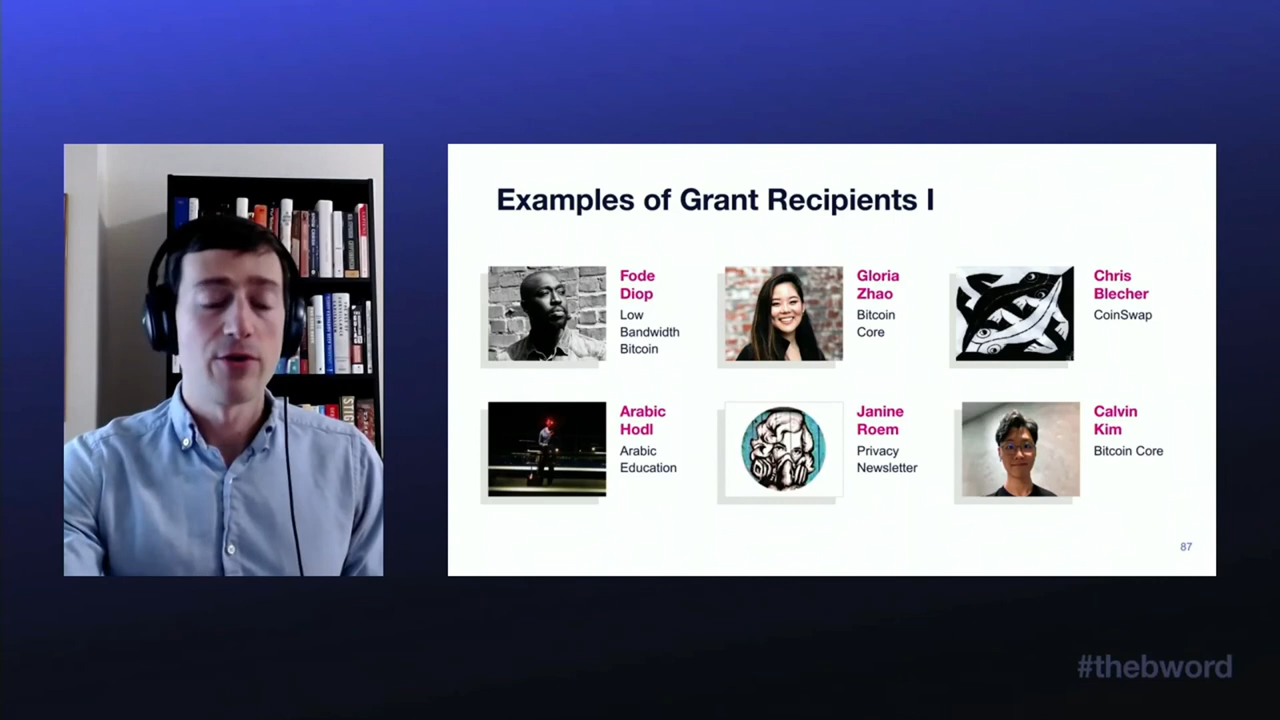 Examples of Grant Recipients I
Fode
Diop
Low
Bandwidth
Bitcoin
Gloria
Zhao
Bitcoin
Core
Chris
Blecher
CoinSwap
Arabic
Hodl
Arabic
Education
Janine
Roem
Privacy
Newsletter
Calvin
Kim
Bitcoin Core
87
#thebword